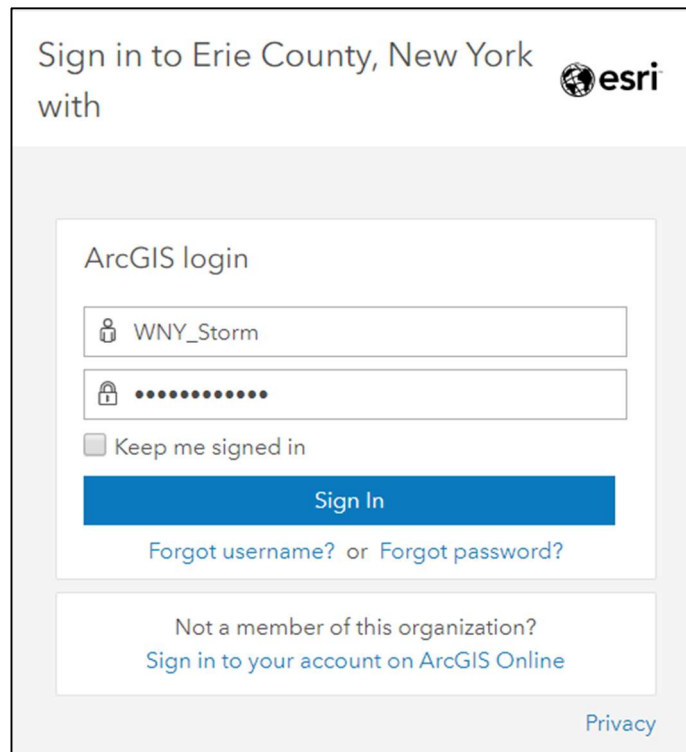 Sign in to Erie County, New York
with
esri
ArcGIS login
WNY_Storm
••••••••••••
Keep me signed in
Sign In
Forgot username? or Forgot password?
Not a member of this organization?
Sign in to your account on ArcGIS Online
Privacy